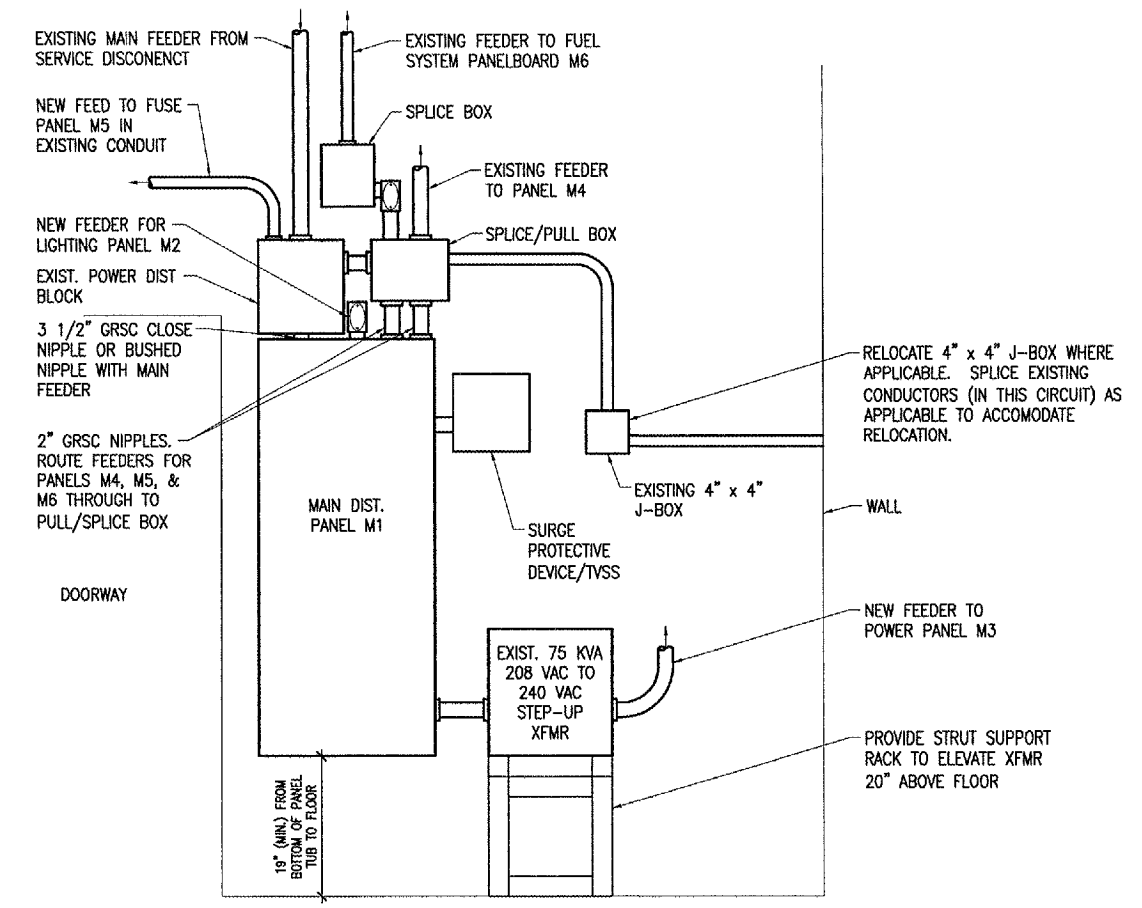 EXISTING MAIN FEEDER FROM
SERVICE DISCONENCT
EXISTING FEEDER TO FUEL
SYSTEM PANELBOARD M6
NEW FEED TO FUSE
PANEL M5 IN
EXISTING CONDUIT
SPLICE BOX
EXISTING FEEDER
TO PANEL M4
NEW FEEDER FOR
LIGHTING PANEL M2
SPLICE/PULL BOX
EXIST. POWER DIST
BLOCK
3 1/2" GRSC CLOSE
NIPPLE OR BUSHED
NIPPLE WITH MAIN
FEEDER
RELOCATE 4" x 4" J-BOX WHERE
APPLICABLE. SPLICE EXISTING
CONDUCTORS (IN THIS CIRCUIT) AS
APPLICABLE TO ACCOMODATE
RELOCATION.
2" GRSC NIPPLES.
ROUTE FEEDERS FOR
PANELS M4, M5, &
M6 THROUGH TO
PULL/SPLICE BOX
MAIN DIST.
PANEL M1
EXISTING 4" x 4"
J-BOX
WALL
SURGE
PROTECTIVE
DEVICE/TVSS
DOORWAY
NEW FEEDER TO
POWER PANEL M3
EXIST. 75 KVA
208 VAC TO
240 VAC
STEP-UP
XFMR
PROVIDE STRUT SUPPORT
RACK TO ELEVATE XFMR
20" ABOVE FLOOR
19" (MIN.) FROM
BOTTOM OF PANEL
TUB TO FLOOR